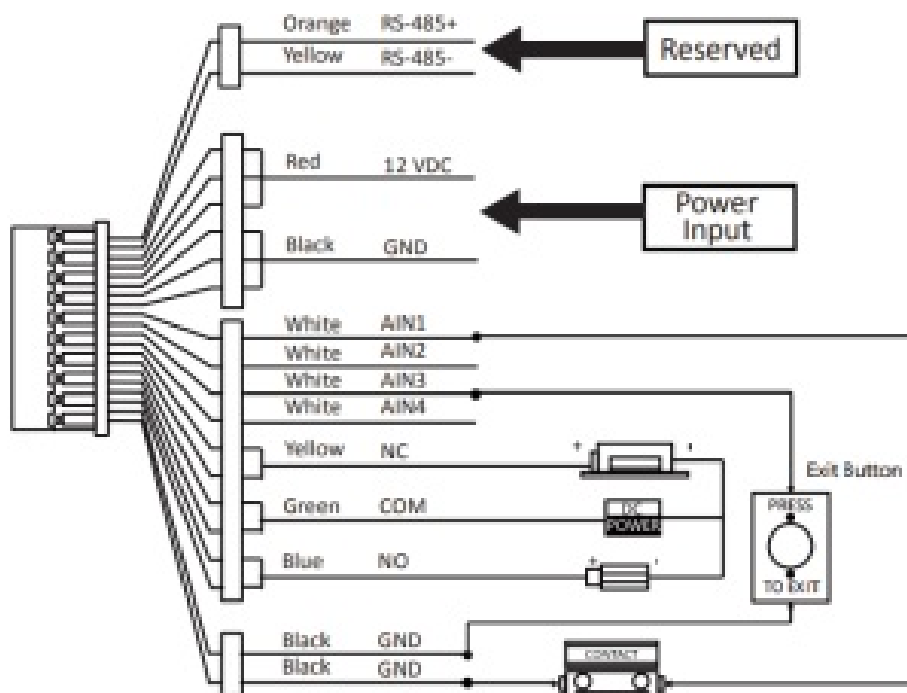 Orange RS-485+
Reserved
Yellow RS-485-
Red 12 VDC
Power
Input
Black GND
White AIN1
White AIN2
White AIN3
White AIN4
Yellow NC
+ -
Exit Button
PRESS
Green COM
DC
POWER
Blue NO
+ -
TO EXIT
Black GND
Black GND
CONTACT